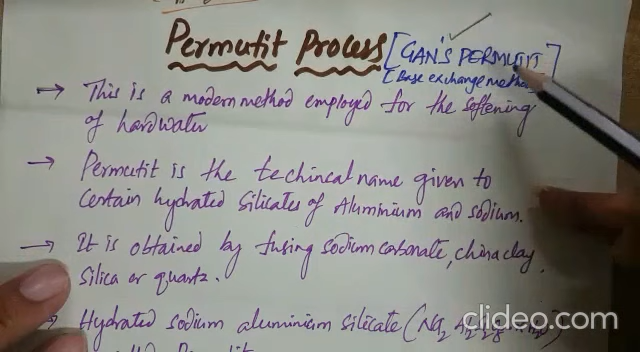 Permutit Process [GAN'S PERMUTIT]
[Base exchange method
→ This is a modern method employed for the softening
of hardwater
→ Permutit is the techincal name given to
Certain hydrated Silicates of Aluminium and sodium.
→ It is obtained by fusing sodium carbonate, china clay,
Silica or quartz.
→ Hydrated sodium aluminium silicate (Na2
clideo.com